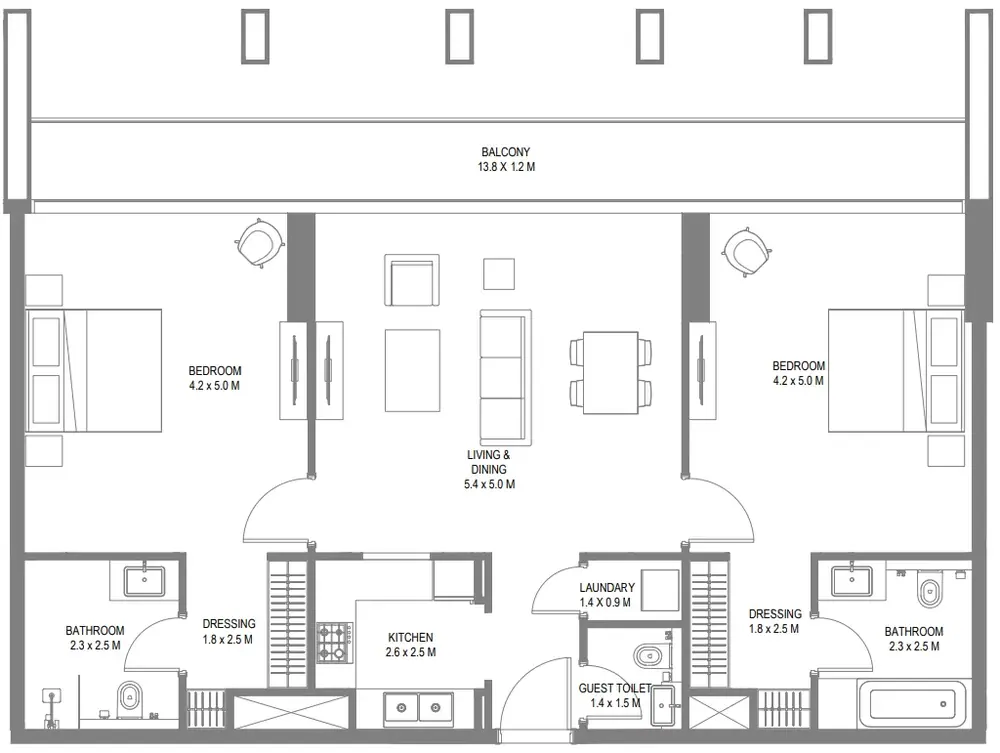 BALCONY
13.8 X 1.2 M
BEDROOM
4.2 x 5.0 M
BEDROOM
4.2 x 5.0 M
LIVING &
DINING
5.4 x 5.0 M
LAUNDARY
1.4 X 0.9 M
BATHROOM
2.3 x 2.5 M
DRESSING
1.8 x 2.5 M
KITCHEN
2.6 x 2.5 M
DRESSING
1.8 x 2.5 M
BATHROOM
2.3 x 2.5 M
GUEST TOILET
1.4 x 1.5 M